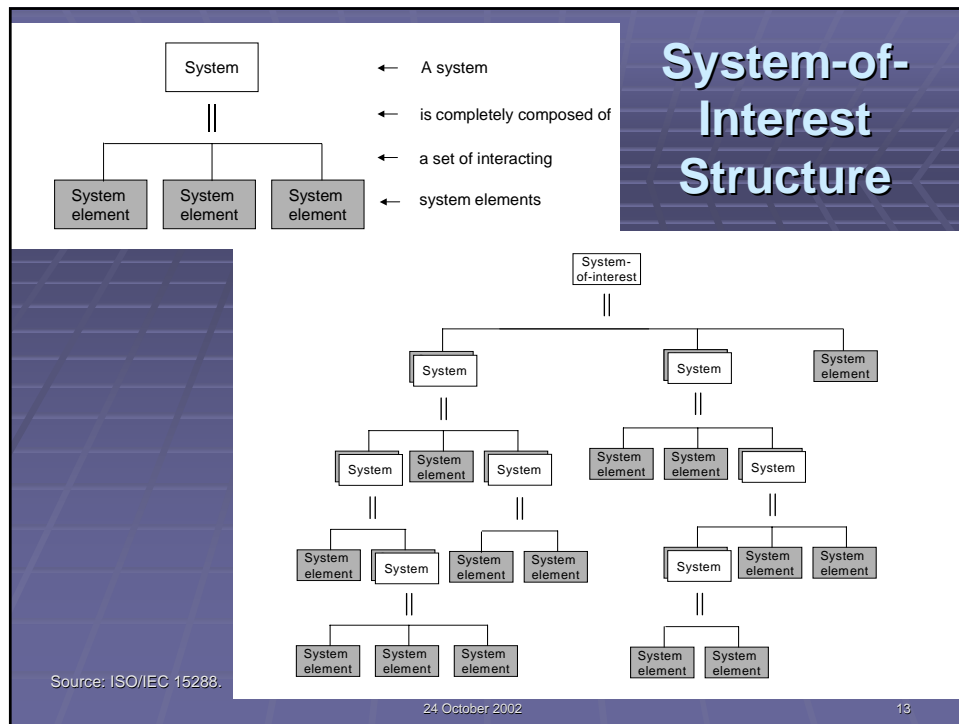 System-of-
Interest
Structure
System
System
element
System
element
System
element
← A system
← is completely composed of
← a set of interacting
← system elements
System-
of-interest
System
System
System
element
System
System
element
System
System
element
System
element
System
System
element
System
System
element
System
element
System
System
element
System
element
System
element
System
element
System
element
System
element
System
element
Source: ISO/IEC 15288.
24 October 2002
13